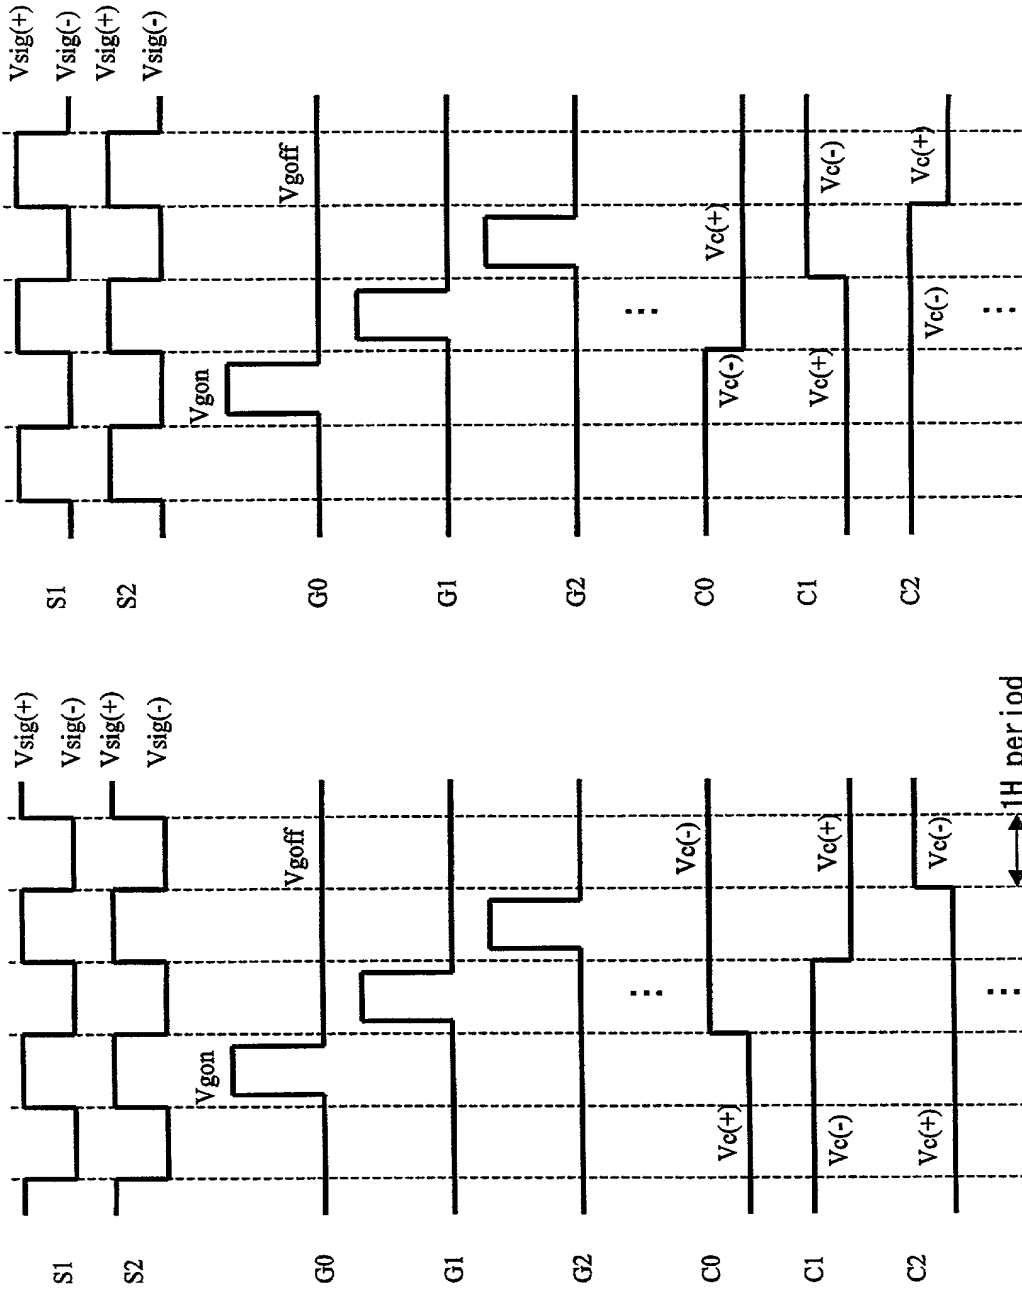 Vsig(+)
Vsig(-)
Vsig(+)
Vsig(-)
S1
S2
Vgon
Vgoff
G0
G1
G2
...
Vc(-)
Vc(+)
C0
Vc(+)
Vc(-)
C1
Vc(-)
Vc(+)
C2
...
Vsig(+)
Vsig(-)
Vsig(+)
Vsig(-)
S1
S2
Vgon
Vgoff
G0
G1
G2
...
Vc(+)
Vc(-)
C0
Vc(-)
Vc(+)
C1
Vc(+)
Vc(-)
C2
...
1H period